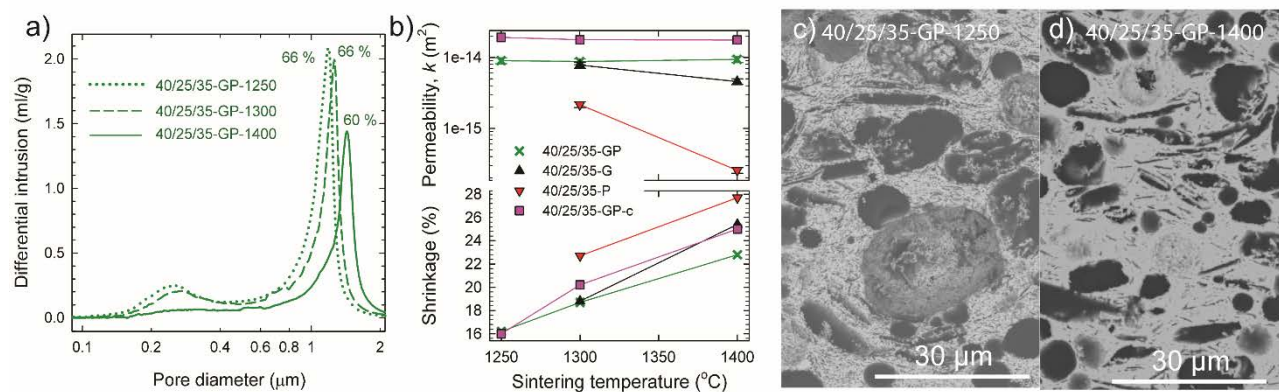 a)
Differential intrusion (ml/g)
2.0
1.5
1.0
0.5
0.0
66 %
66 %
60 %
40/25/35-GP-1250
40/25/35-GP-1300
40/25/35-GP-1400
0.1
0.2
0.4
0.6
0.8
1
2
Pore diameter (µm)
b)
Permeability, k (m²)
1e-14
1e-15
40/25/35-GP
40/25/35-G
40/25/35-P
40/25/35-GP-c
Shrinkage (%)
28
26
24
22
20
18
16
1250
1300
1350
1400
Sintering temperature (°C)
c) 40/25/35-GP-1250
30 µm
d) 40/25/35-GP-1400
30 µm